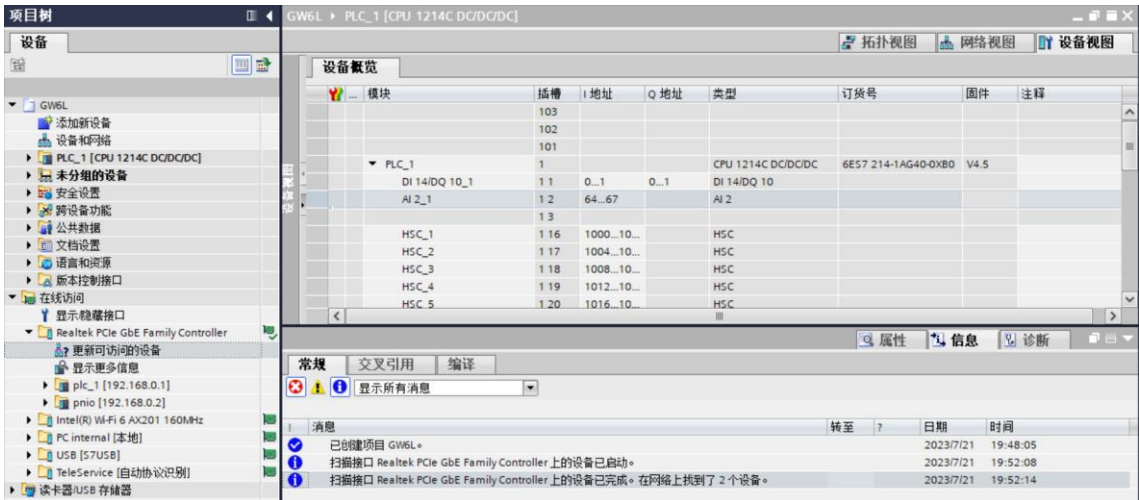 项目树
GW6L ▸ PLC_1 [CPU 1214C DC/DC/DC]
设备
拓扑视图 网络视图 设备视图
GW6L
添加新设备
设备和网络
PLC_1 [CPU 1214C DC/DC/DC]
未分组的设备
安全设置
跨设备功能
公共数据
文档设置
语言和资源
版本控制接口
在线访问
显示/隐藏接口
Realtek PCIe GbE Family Controller
更新可访问的设备
显示更多信息
plc_1 [192.168.0.1]
pnio [192.168.0.2]
Intel(R) Wi-Fi 6 AX201 160MHz
PC internal [本地]
USB [S7USB]
TeleService [自动协议识别]
读卡器/USB 存储器
设备概览
... 模块 插槽 I 地址 Q 地址 类型 订货号 固件 注释
103
102
101
PLC_1 1 CPU 1214C DC/DC/DC 6ES7 214-1AG40-0XB0 V4.5
DI 14/DQ 10_1 1 1 0...1 0...1 DI 14/DQ 10
AI 2_1 1 2 64...67 AI 2
1 3
HSC_1 1 16 1000...10... HSC
HSC_2 1 17 1004...10... HSC
HSC_3 1 18 1008...10... HSC
HSC_4 1 19 1012...10... HSC
HSC_5 1 20 1016...10... HSC
属性 信息 诊断
常规 交叉引用 编译
显示所有消息
! 消息 转至 ? 日期 时间
已创建项目 GW6L。 2023/7/21 19:48:05
扫描接口 Realtek PCIe GbE Family Controller 上的设备已启动。 2023/7/21 19:52:08
扫描接口 Realtek PCIe GbE Family Controller 上的设备已完成。在网络上找到了 2 个设备。 2023/7/21 19:52:14